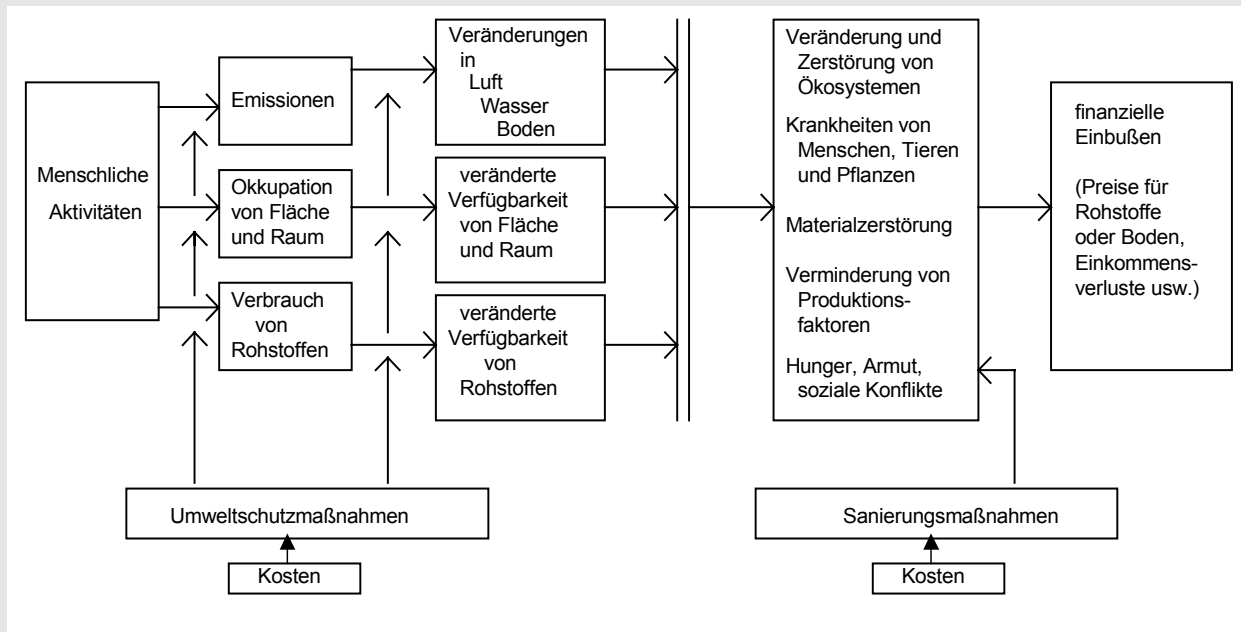 Menschliche
Aktivitäten
Emissionen
Okkupation
von Fläche
und Raum
Verbrauch
von
Rohstoffen
Veränderungen
in
Luft
Wasser
Boden
veränderte
Verfügbarkeit
von Fläche
und Raum
veränderte
Verfügbarkeit
von
Rohstoffen
Veränderung und
Zerstörung von
Ökosystemen
Krankheiten von
Menschen, Tieren
und Pflanzen
Materialzerstörung
Verminderung von
Produktions-
faktoren
Hunger, Armut,
soziale Konflikte
finanzielle
Einbußen
(Preise für
Rohstoffe
oder Boden,
Einkommens-
verluste usw.)
Umweltschutzmaßnahmen
Kosten
Sanierungsmaßnahmen
Kosten